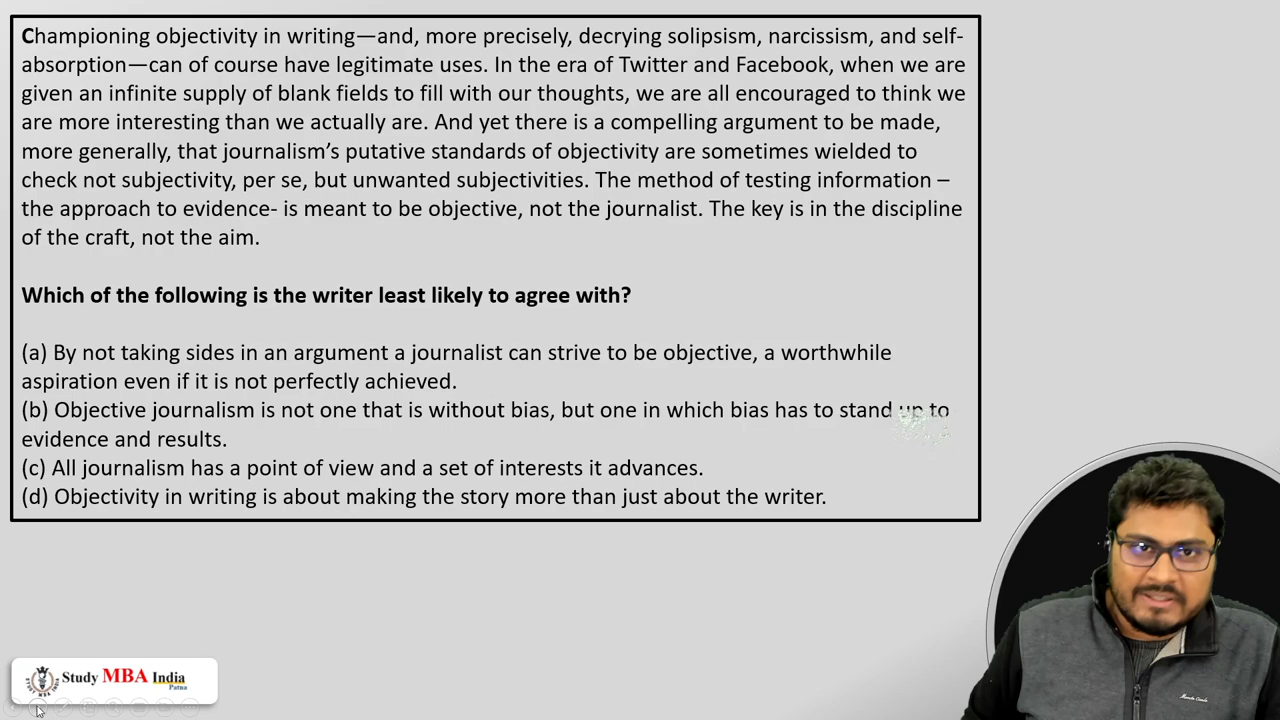 Championing objectivity in writing—and, more precisely, decrying solipsism, narcissism, and self-
absorption—can of course have legitimate uses. In the era of Twitter and Facebook, when we are
given an infinite supply of blank fields to fill with our thoughts, we are all encouraged to think we
are more interesting than we actually are. And yet there is a compelling argument to be made,
more generally, that journalism’s putative standards of objectivity are sometimes wielded to
check not subjectivity, per se, but unwanted subjectivities. The method of testing information –
the approach to evidence- is meant to be objective, not the journalist. The key is in the discipline
of the craft, not the aim.
Which of the following is the writer least likely to agree with?
(a) By not taking sides in an argument a journalist can strive to be objective, a worthwhile
aspiration even if it is not perfectly achieved.
(b) Objective journalism is not one that is without bias, but one in which bias has to stand up to
evidence and results.
(c) All journalism has a point of view and a set of interests it advances.
(d) Objectivity in writing is about making the story more than just about the writer.
Study MBA India
Patna